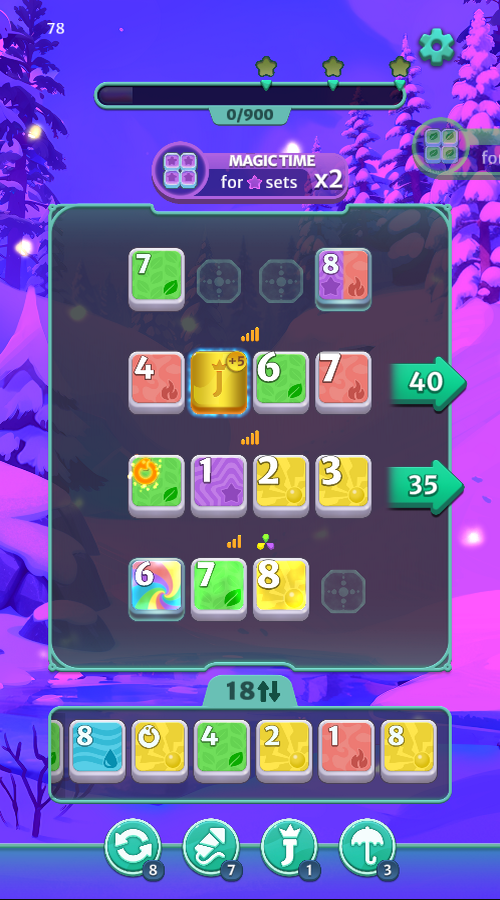 78
0/900
MAGIC TIME
for sets X2
for
7 8
4 J +5 6 7 40
1 2 3 35
6 7 8
18
8 4 2 1 8
8 7 J 1 3